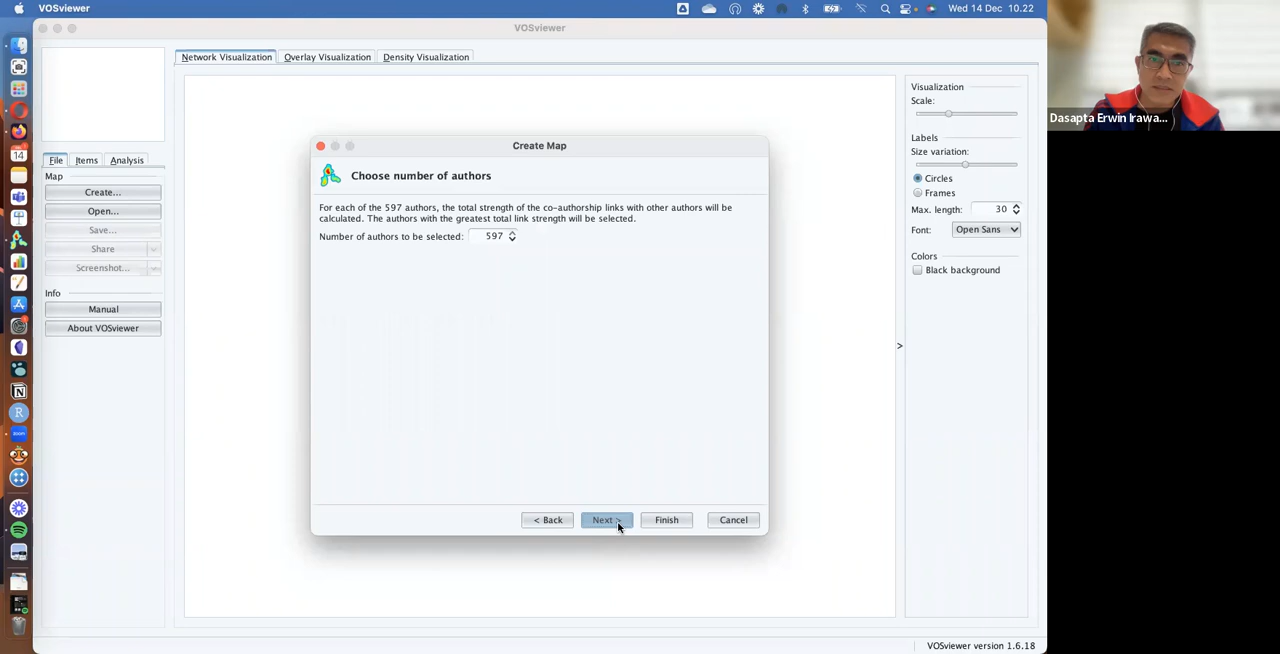 VOSviewer
Wed 14 Dec 10.22
VOSviewer
Network Visualization
Overlay Visualization
Density Visualization
File
Items
Analysis
Map
Create...
Open...
Save...
Share
Screenshot...
Info
Manual
About VOSviewer
Create Map
Choose number of authors
For each of the 597 authors, the total strength of the co-authorship links with other authors will be
calculated. The authors with the greatest total link strength will be selected.
Number of authors to be selected: 597
< Back
Next >
Finish
Cancel
Visualization
Scale:
Labels
Size variation:
Circles
Frames
Max. length: 30
Font: Open Sans
Colors
Black background
>
VOSviewer version 1.6.18
Dasapta Erwin Irawa...